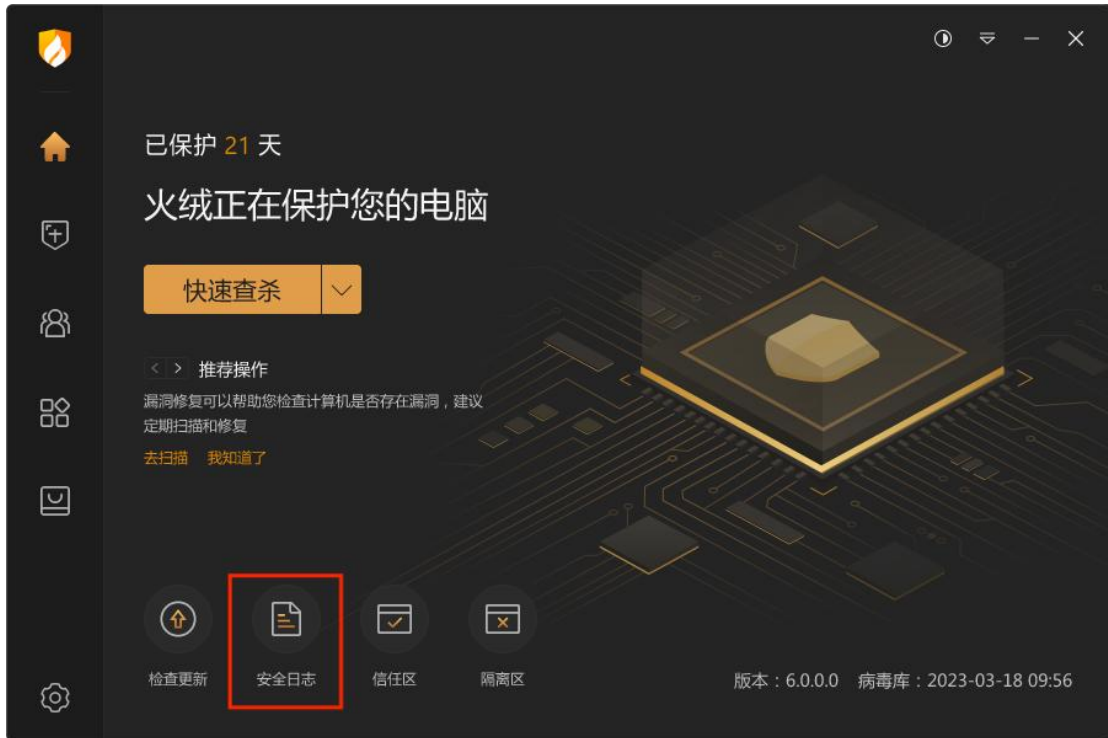 已保护 21 天
火绒正在保护您的电脑
快速查杀
推荐操作
漏洞修复可以帮助您检查计算机是否存在漏洞，建议
定期扫描和修复
去扫描 我知道了
检查更新 安全日志 信任区 隔离区
版本：6.0.0.0 病毒库：2023-03-18 09:56